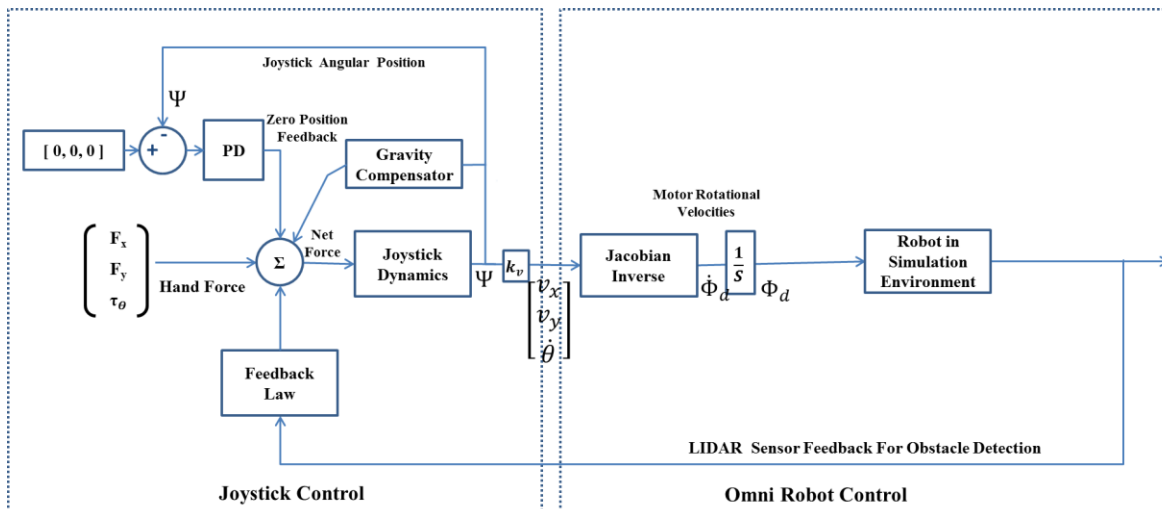 Joystick Angular Position
Ψ
-
+
[ 0, 0, 0 ]
PD
Zero Position
Feedback
Gravity
Compensator
F_x
F_y
τ_θ
Hand Force
Σ
Net
Force
Joystick
Dynamics
Ψ
k_v
v_x
v_y
θ̇
Jacobian
Inverse
Motor Rotational
Velocities
Φ̇_d
1
s
Φ_d
Robot in
Simulation
Environment
Feedback
Law
LIDAR Sensor Feedback For Obstacle Detection
Joystick Control
Omni Robot Control